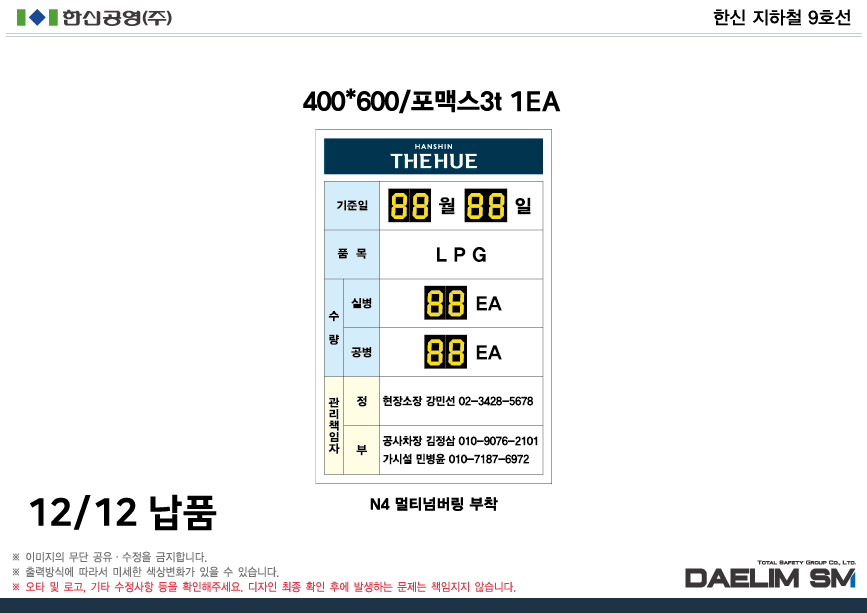 한신공영(주)
한신 지하철 9호선
400*600/포맥스3t 1EA
HANSHIN
THEHUE
기준일 88 월 88 일
품 목 L P G
수량
실병 88 EA
공병 88 EA
관리책임자
정 현장소장 강민선 02-3428-5678
부 공사차장 김정삼 010-9076-2101
가시설 민병윤 010-7187-6972
N4 멀티넘버링 부착
12/12 납품
※ 이미지의 무단 공유 · 수정을 금지합니다.
※ 출력방식에 따라서 미세한 색상변화가 있을 수 있습니다.
※ 오타 및 로고, 기타 수정사항 등을 확인해주세요. 디자인 최종 확인 후에 발생하는 문제는 책임지지 않습니다.
TOTAL SAFETY GROUP CO., LTD.
DAELIM SM